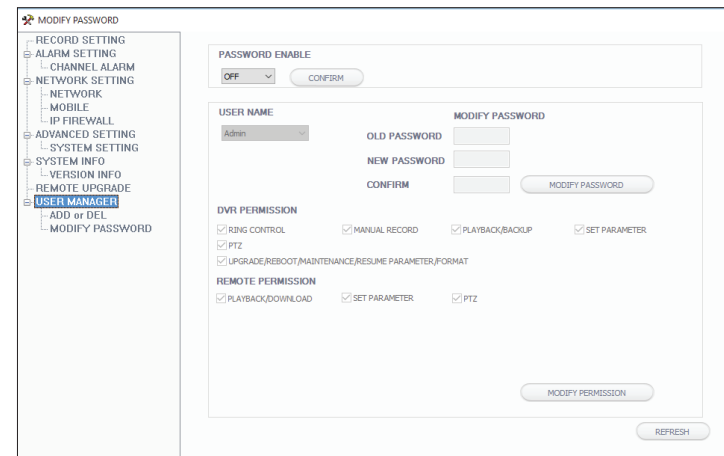 MODIFY PASSWORD
RECORD SETTING
ALARM SETTING
CHANNEL ALARM
NETWORK SETTING
NETWORK
MOBILE
IP FIREWALL
ADVANCED SETTING
SYSTEM SETTING
SYSTEM INFO
VERSION INFO
REMOTE UPGRADE
USER MANAGER
ADD or DEL
MODIFY PASSWORD
PASSWORD ENABLE
OFF CONFIRM
USER NAME MODIFY PASSWORD
Admin OLD PASSWORD
NEW PASSWORD
CONFIRM MODIFY PASSWORD
DVR PERMISSION
RING CONTROL MANUAL RECORD PLAYBACK/BACKUP SET PARAMETER
PTZ
UPGRADE/REBOOT/MAINTENANCE/RESUME PARAMETER/FORMAT
REMOTE PERMISSION
PLAYBACK/DOWNLOAD SET PARAMETER PTZ
MODIFY PERMISSION
REFRESH